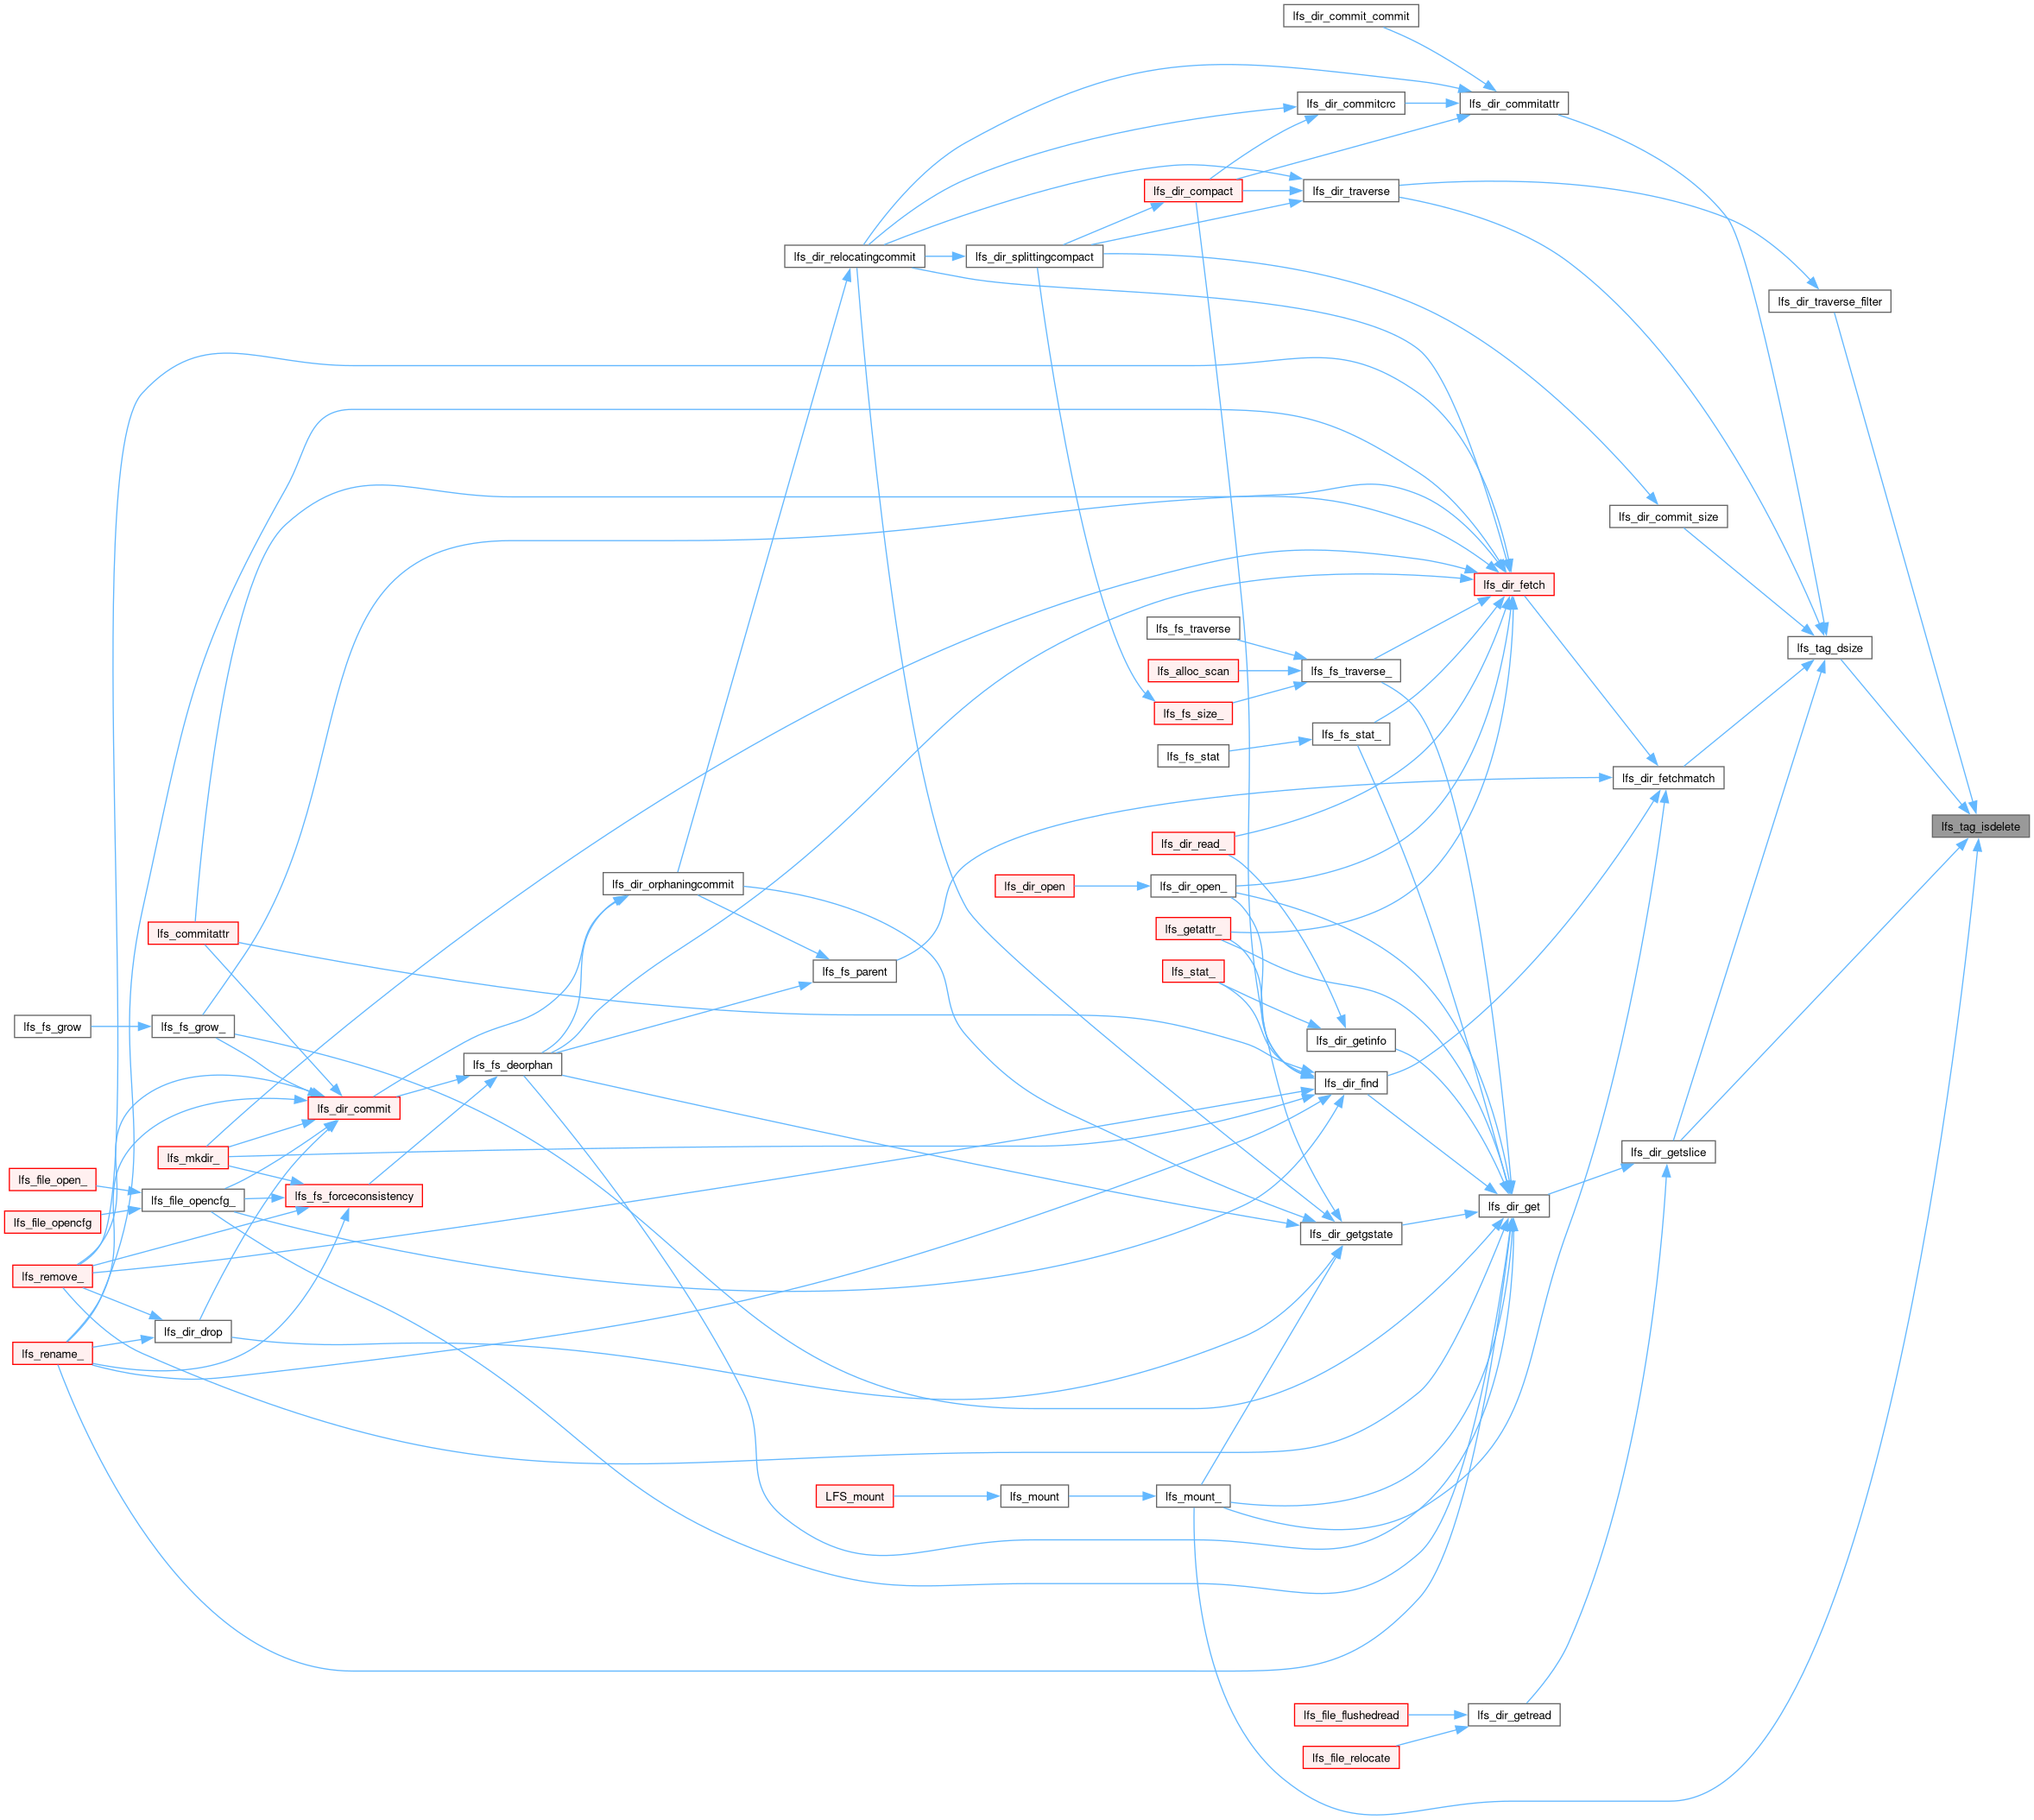 lfs_dir_commit_commit
lfs_dir_commitcrc
lfs_dir_commitattr
lfs_dir_compact
lfs_dir_traverse
lfs_dir_relocatingcommit
lfs_dir_splittingcompact
lfs_dir_traverse_filter
lfs_dir_commit_size
lfs_dir_fetch
lfs_fs_traverse
lfs_tag_dsize
lfs_alloc_scan
lfs_fs_traverse_
lfs_fs_size_
lfs_fs_stat_
lfs_fs_stat
lfs_dir_fetchmatch
lfs_tag_isdelete
lfs_dir_read_
lfs_dir_orphaningcommit
lfs_dir_open
lfs_dir_open_
lfs_commitattr
lfs_getattr_
lfs_fs_parent
lfs_stat_
lfs_fs_grow
lfs_fs_grow_
lfs_dir_getinfo
lfs_fs_deorphan
lfs_dir_find
lfs_dir_commit
lfs_mkdir_
lfs_dir_getslice
lfs_file_open_
lfs_file_opencfg_
lfs_fs_forceconsistency
lfs_dir_get
lfs_file_opencfg
lfs_dir_getgstate
lfs_remove_
lfs_dir_drop
lfs_rename_
LFS_mount
lfs_mount
lfs_mount_
lfs_file_flushedread
lfs_dir_getread
lfs_file_relocate